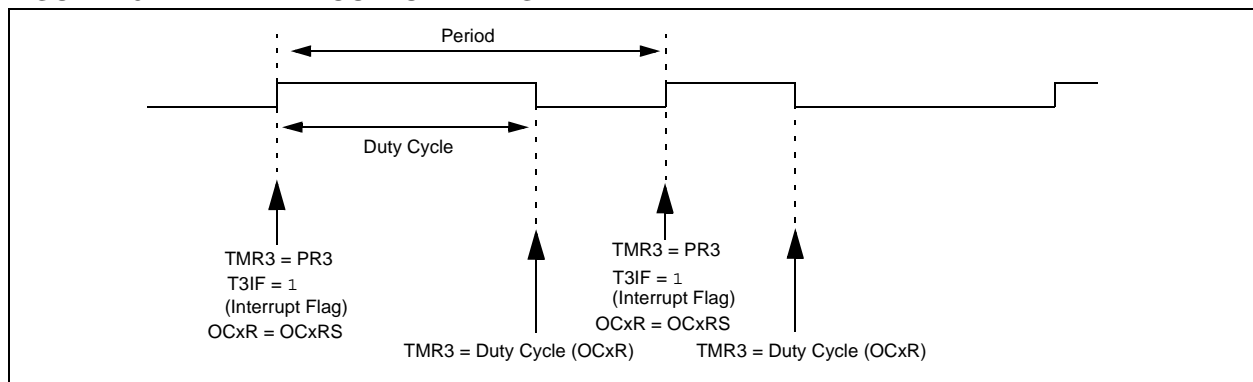 Period
Duty Cycle
TMR3 = PR3
T3IF = 1
(Interrupt Flag)
OCxR = OCxRS
TMR3 = Duty Cycle (OCxR)
TMR3 = PR3
T3IF = 1
(Interrupt Flag)
OCxR = OCxRS
TMR3 = Duty Cycle (OCxR)